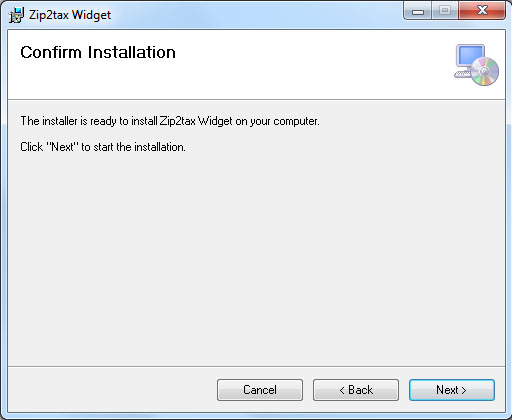 Zip2tax Widget
Confirm Installation
The installer is ready to install Zip2tax Widget on your computer.
Click "Next" to start the installation.
Cancel
< Back
Next >